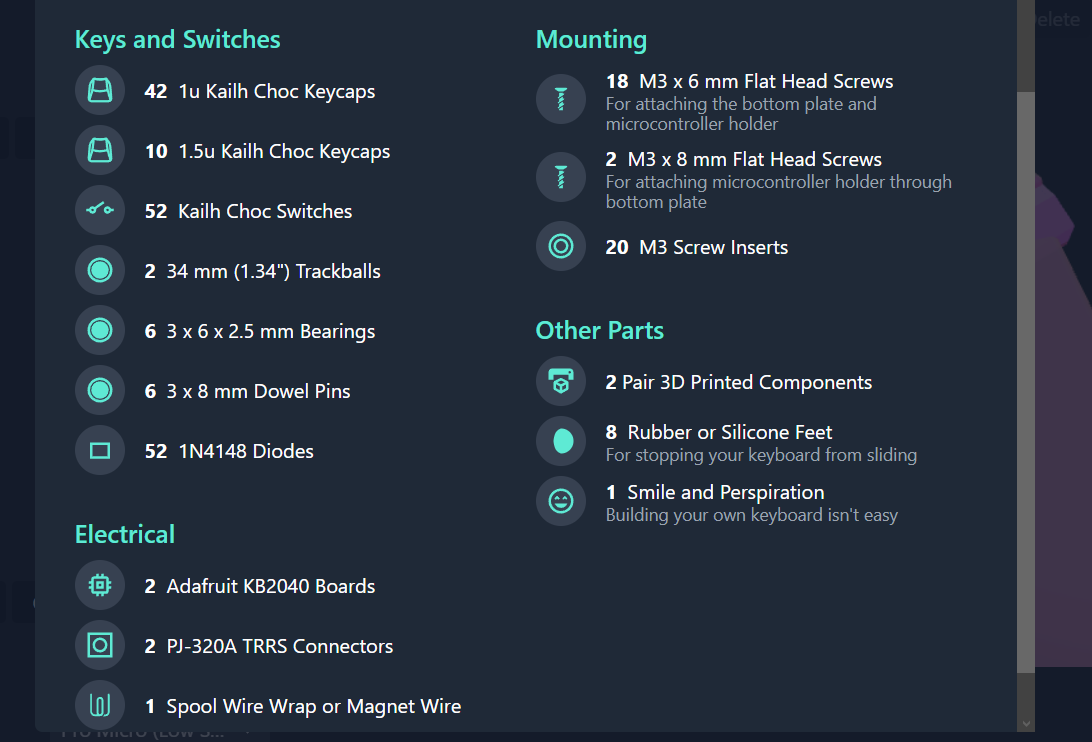 Keys and Switches
42 1u Kailh Choc Keycaps
10 1.5u Kailh Choc Keycaps
52 Kailh Choc Switches
2 34 mm (1.34") Trackballs
6 3 x 6 x 2.5 mm Bearings
6 3 x 8 mm Dowel Pins
52 1N4148 Diodes
Electrical
2 Adafruit KB2040 Boards
2 PJ-320A TRRS Connectors
1 Spool Wire Wrap or Magnet Wire
Mounting
18 M3 x 6 mm Flat Head Screws
For attaching the bottom plate and
microcontroller holder
2 M3 x 8 mm Flat Head Screws
For attaching microcontroller holder through
bottom plate
20 M3 Screw Inserts
Other Parts
2 Pair 3D Printed Components
8 Rubber or Silicone Feet
For stopping your keyboard from sliding
1 Smile and Perspiration
Building your own keyboard isn't easy